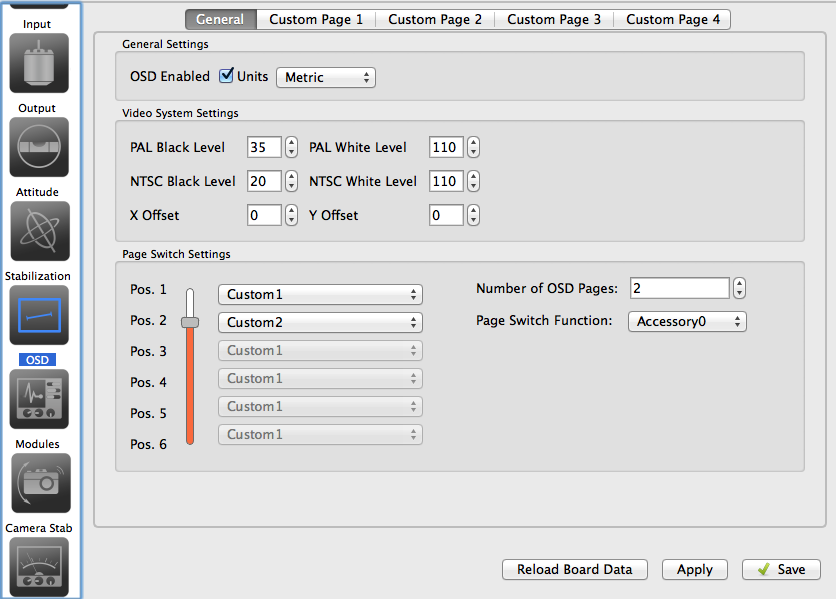 Input
Output
Attitude
Stabilization
OSD
Modules
Camera Stab
General Custom Page 1 Custom Page 2 Custom Page 3 Custom Page 4
General Settings
OSD Enabled Units Metric
Video System Settings
PAL Black Level 35 PAL White Level 110
NTSC Black Level 20 NTSC White Level 110
X Offset 0 Y Offset 0
Page Switch Settings
Pos. 1 Custom1 Number of OSD Pages: 2
Pos. 2 Custom2 Page Switch Function: Accessory0
Pos. 3 Custom1
Pos. 4 Custom1
Pos. 5 Custom1
Pos. 6 Custom1
Reload Board Data Apply Save